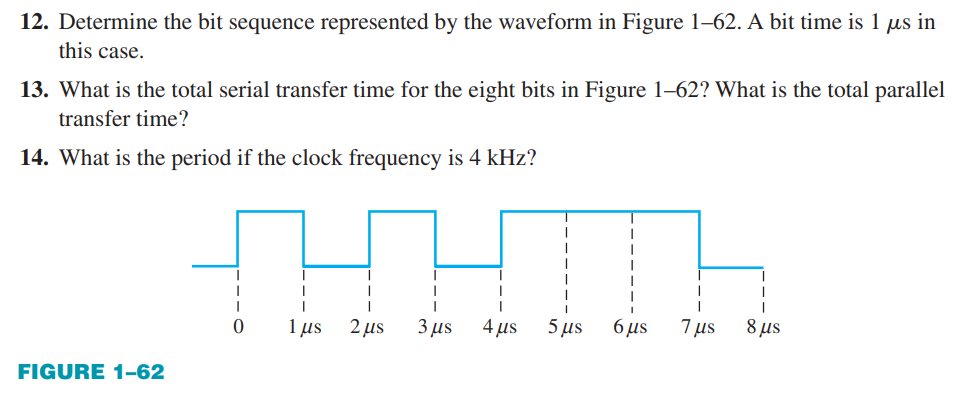 12. Determine the bit sequence represented by the waveform in Figure 1–62. A bit time is 1 μs in
this case.
13. What is the total serial transfer time for the eight bits in Figure 1–62? What is the total parallel
transfer time?
14. What is the period if the clock frequency is 4 kHz?
0 1 μs 2 μs 3 μs 4 μs 5 μs 6 μs 7 μs 8 μs
FIGURE 1–62